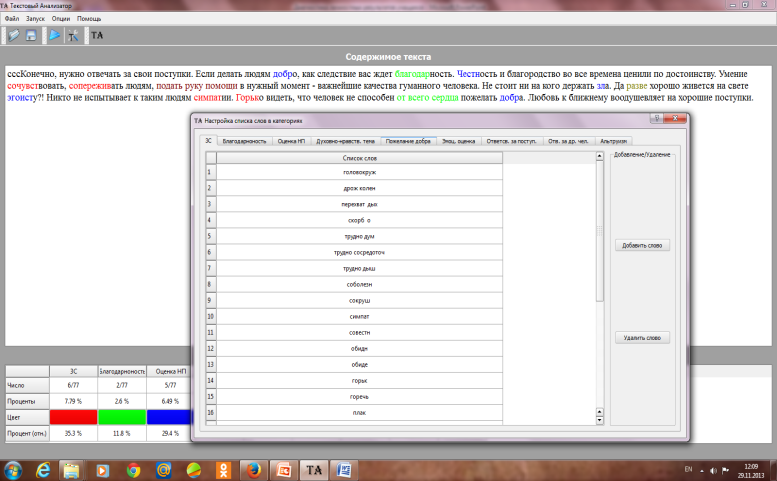 TA Текстовый Анализатор
Файл Запуск Опции Помощь
TA
Содержимое текста
сссКонечно, нужно отвечать за свои поступки. Если делать людям добро, как следствие вас ждет благодарность. Честность и благородство во все времена ценили по достоинству. Умение
сочувствовать, сопереживать людям, подать руку помощи в нужный момент - важнейшие качества гуманного человека. Не стоит ни на кого держать зла. Да разве хорошо живется на свете
эгоисту?! Никто не испытывает к таким людям симпатии. Горько видеть, что человек не способен от всего сердца пожелать добра. Любовь к ближнему воодушевляет на хорошие поступки.
TA Настройка списка слов в категориях
ЗС Благодарноность Оценка НП Духовно-нравств. тема Пожелание добра Эмоц. оценка Ответсв. за поступ. Отв. за др. чел. Альтруизм
Список слов
Добавление/Удаление
1 головокруж
2 дрож колен
3 перехват дых
4 скорб о
5 трудно дум
Добавить слово
6 трудно сосредоточ
7 трудно дыш
8 соболезн
9 сокруш
10 симпат
11 совестн
Удалить слово
12 обидн
13 обиде
14 горьк
15 горечь
16 плак
ЗС Благодарноность Оценка НП
Число 6/77 2/77 5/77
Проценты 7.79 % 2.6 % 6.49 %
Цвет
Процент (отн.) 35.3 % 11.8 % 29.4 %
TA
EN
12:09
29.11.2013